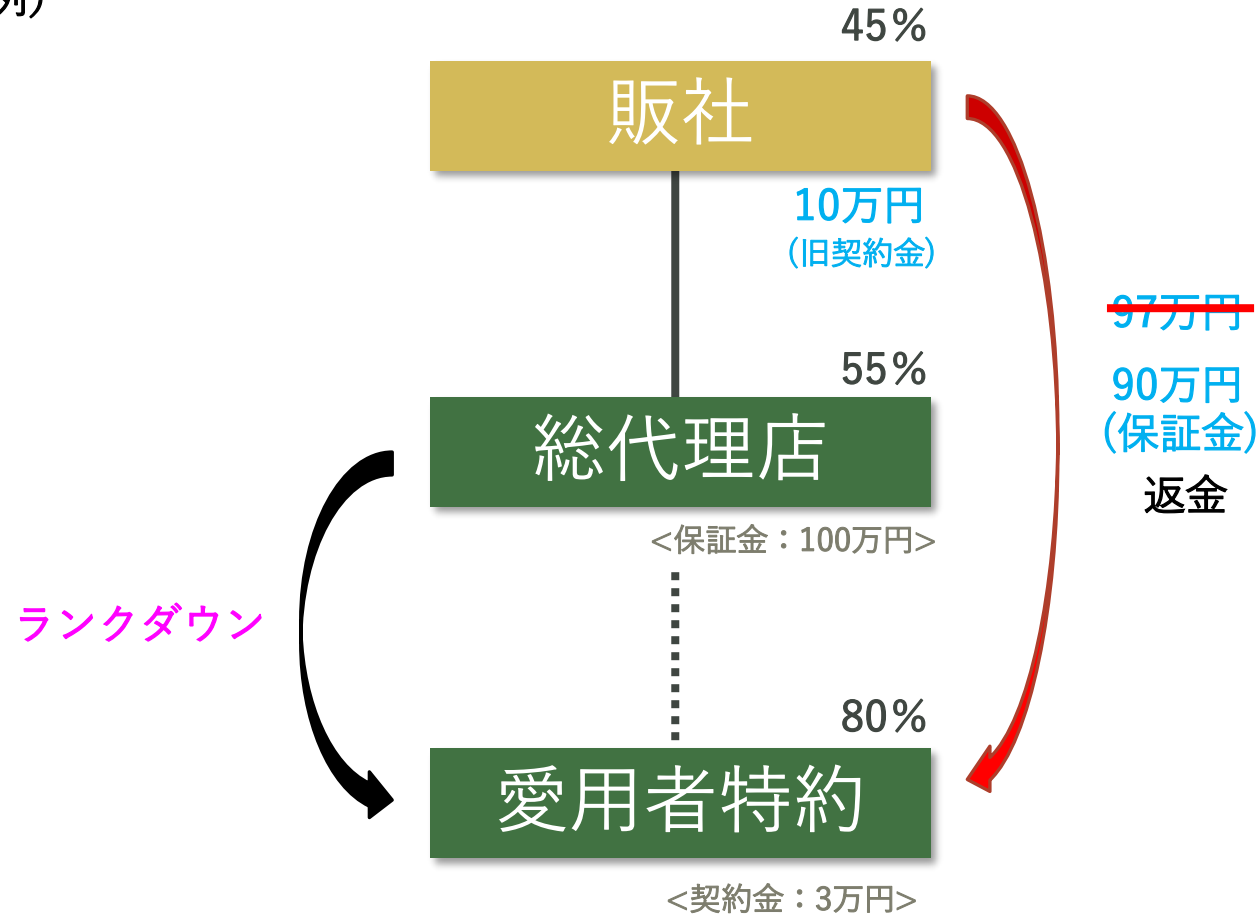 列）
45%
販社
10万円
（旧契約金）
97万円
55%
90万円
（保証金）
総代理店
返金
<保証金：100万円>
ランクダウン
80%
愛用者特約
<契約金：3万円>